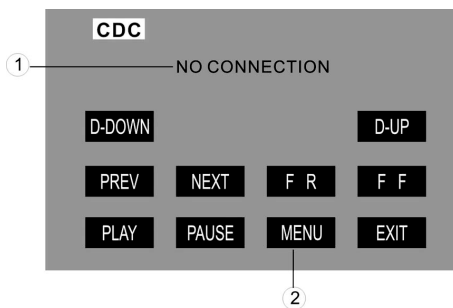 CDC
1 NO CONNECTION
D-DOWN D-UP
PREV NEXT F R F F
PLAY PAUSE MENU EXIT
2